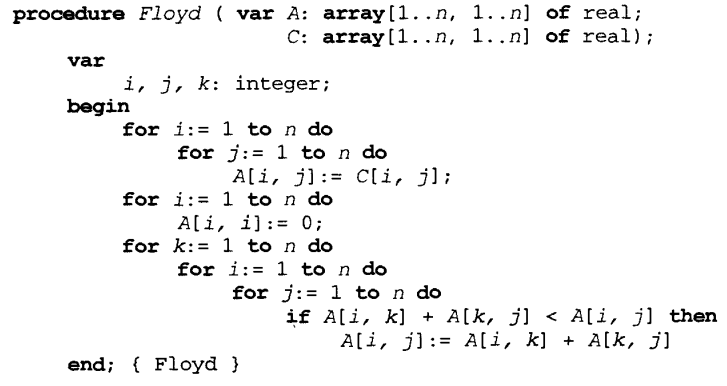 procedure Floyd ( var A: array[1..n, 1..n] of real;
C: array[1..n, 1..n] of real);
var
i, j, k: integer;
begin
for i:= 1 to n do
for j:= 1 to n do
A[i, j]:= C[i, j];
for i:= 1 to n do
A[i, i]:= 0;
for k:= 1 to n do
for i:= 1 to n do
for j:= 1 to n do
if A[i, k] + A[k, j] < A[i, j] then
A[i, j]:= A[i, k] + A[k, j]
end; { Floyd }